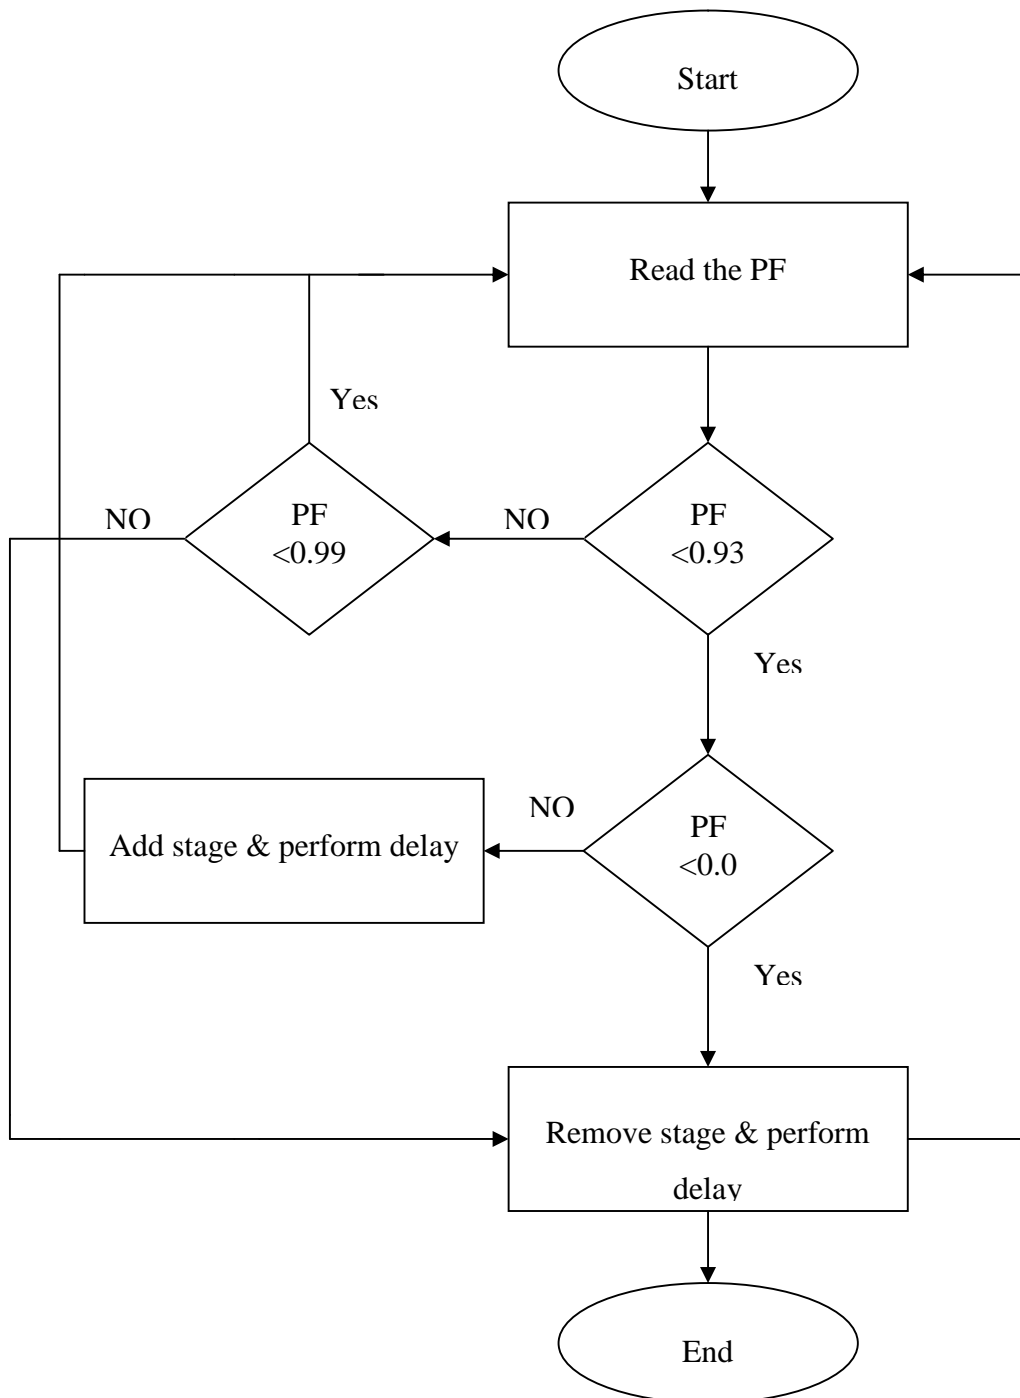 Start
Read the PF
Yes
NO
PF
<0.99
NO
PF
<0.93
Yes
Add stage & perform delay
NO
PF
<0.0
Yes
Remove stage & perform
delay
End